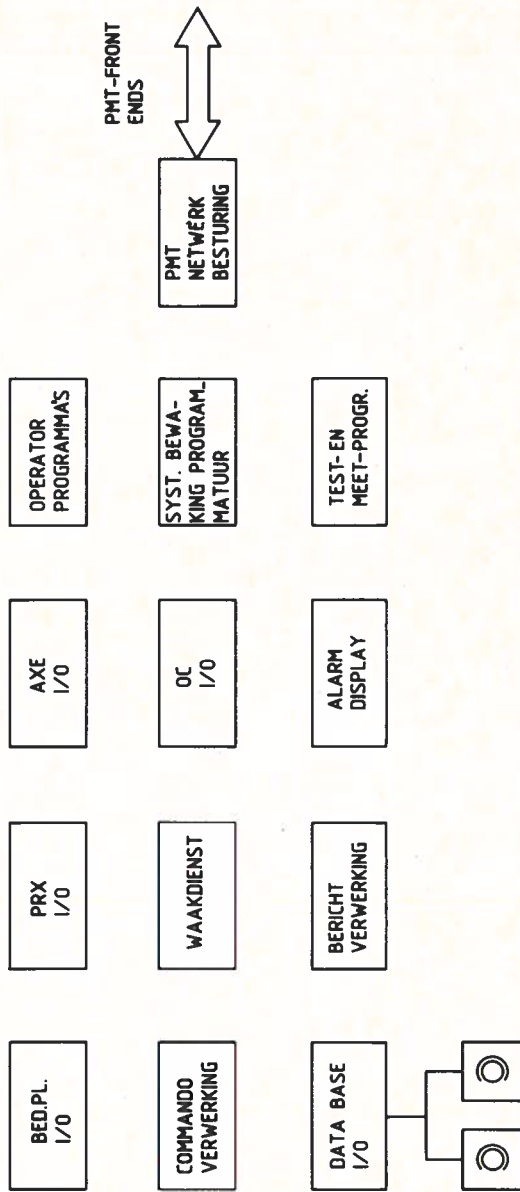 BED.PL.
I/O
PRX
I/O
AXE
I/O
OPERATOR
PROGRAMMA'S
PMT-FRONT
ENDS
COMMANDO
VERWERKING
WAAKDIENST
OC
I/O
SYST. BEWA-
KING PROGRAM-
MATUUR
PMT
NETWERK
BESTURING
DATA BASE
I/O
BERICHT
VERWERKING
ALARM
DISPLAY
TEST- EN
MEET-PROGR.